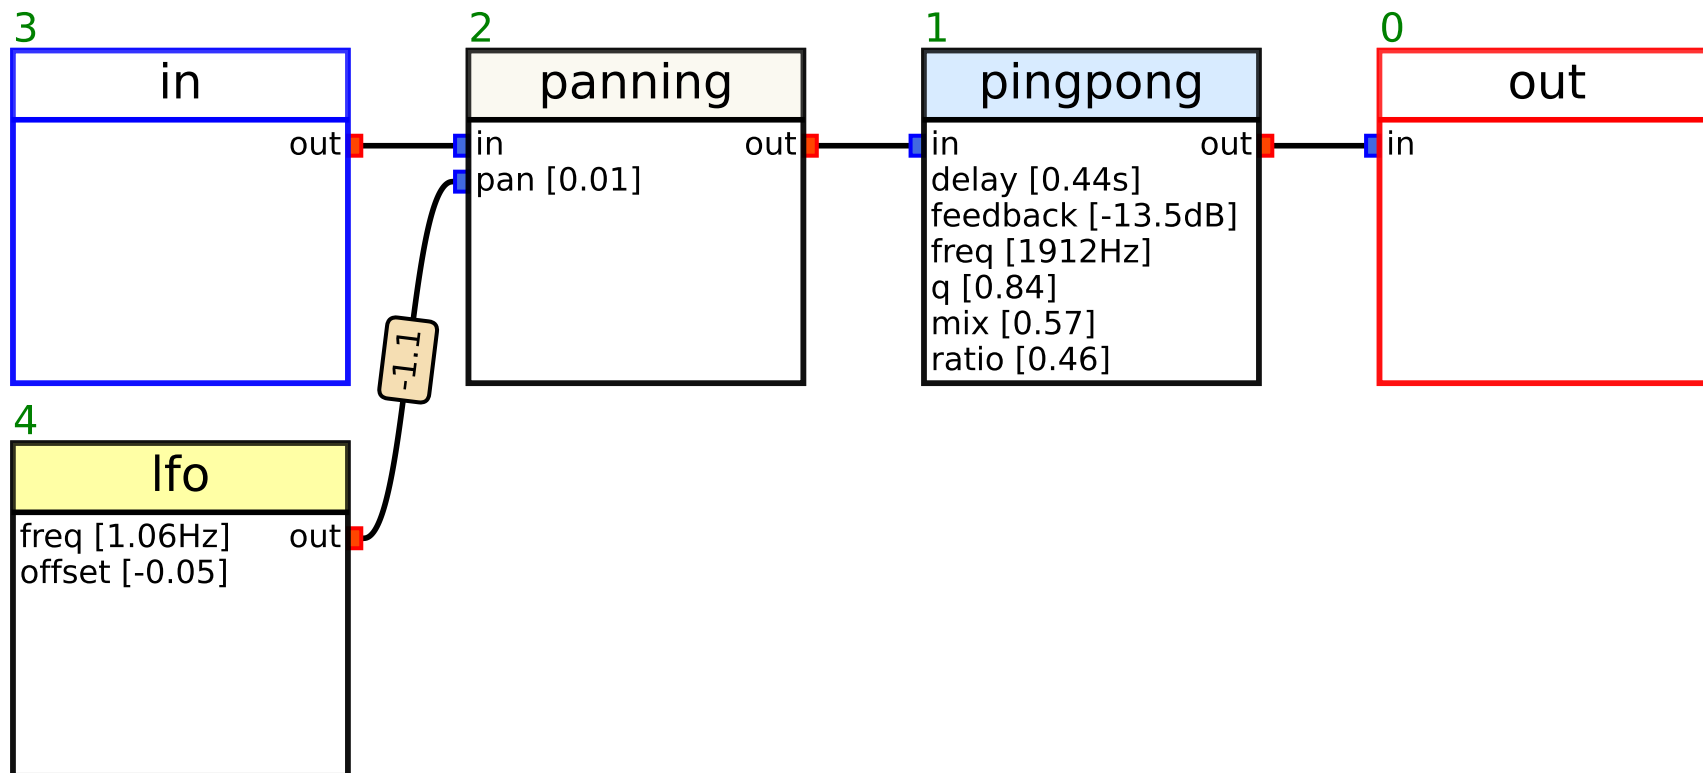 3
in
out
2
panning
in
out
pan [0.01]
1
pingpong
in
out
delay [0.44s]
feedback [-13.5dB]
freq [1912Hz]
q [0.84]
mix [0.57]
ratio [0.46]
0
out
in
-1.1
4
lfo
freq [1.06Hz]
out
offset [-0.05]